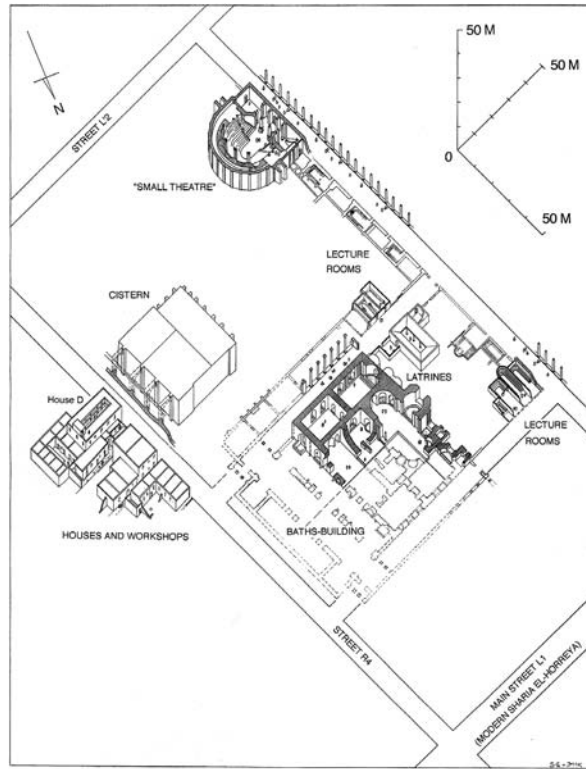 50 M
50 M
0
50 M
N
STREET L'2
"SMALL THEATRE"
LECTURE
ROOMS
CISTERN
LATRINES
House D
LECTURE
ROOMS
HOUSES AND WORKSHOPS
BATHS-BUILDING
STREET R4
MAIN STREET L1
(MODERN SHARIA EL-HORREYA)